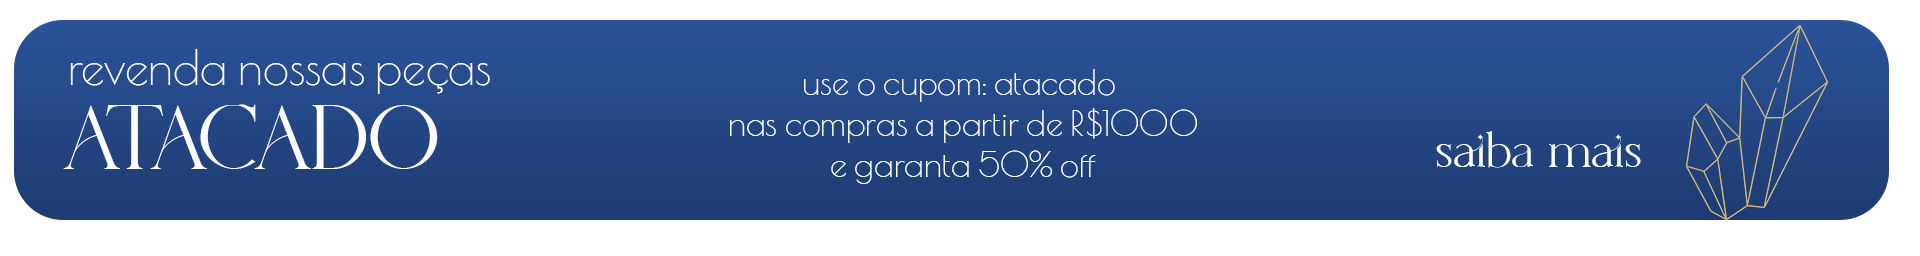 revenda nossas peças
ATACADO
use o cupom: atacado
nas compras a partir de R$1000
e garanta 50% off
saiba mais